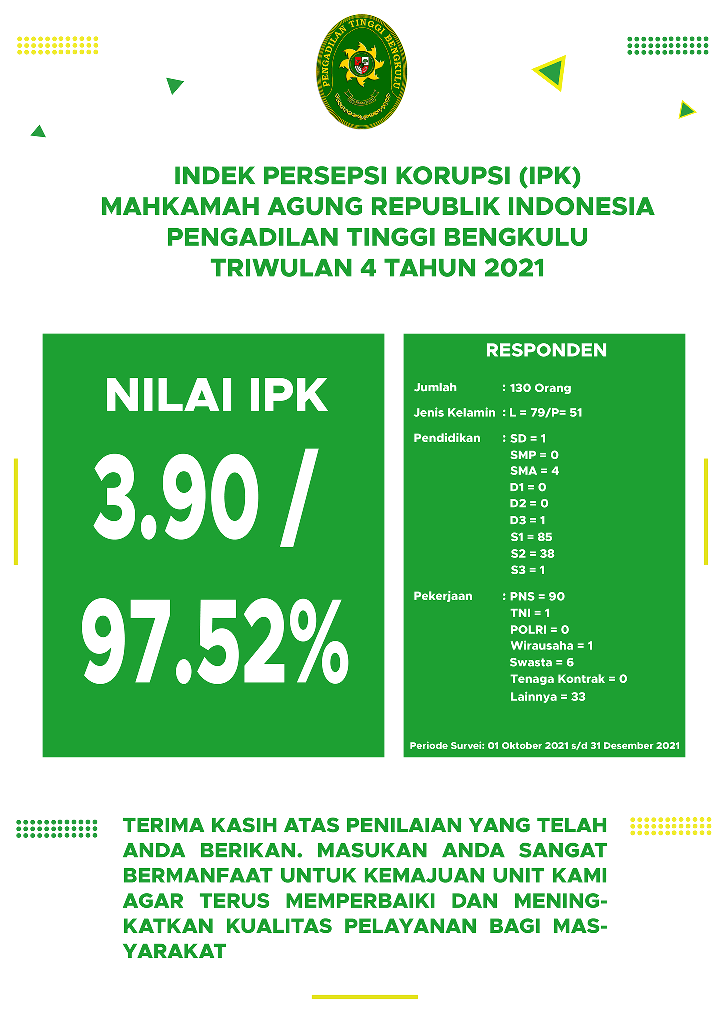 PENGADILAN TINGGI BENGKULU
INDEK PERSEPSI KORUPSI (IPK)
MAHKAMAH AGUNG REPUBLIK INDONESIA
PENGADILAN TINGGI BENGKULU
TRIWULAN 4 TAHUN 2021
NILAI IPK
3.90 /
97.52%
RESPONDEN
Jumlah : 130 Orang
Jenis Kelamin : L = 79/P= 51
Pendidikan : SD = 1
SMP = 0
SMA = 4
D1 = 0
D2 = 0
D3 = 1
S1 = 85
S2 = 38
S3 = 1
Pekerjaan : PNS = 90
TNI = 1
POLRI = 0
Wirausaha = 1
Swasta = 6
Tenaga Kontrak = 0
Lainnya = 33
Periode Survei: 01 Oktober 2021 s/d 31 Desember 2021
TERIMA KASIH ATAS PENILAIAN YANG TELAH
ANDA BERIKAN. MASUKAN ANDA SANGAT
BERMANFAAT UNTUK KEMAJUAN UNIT KAMI
AGAR TERUS MEMPERBAIKI DAN MENING-
KATKAN KUALITAS PELAYANAN BAGI MAS-
YARAKAT